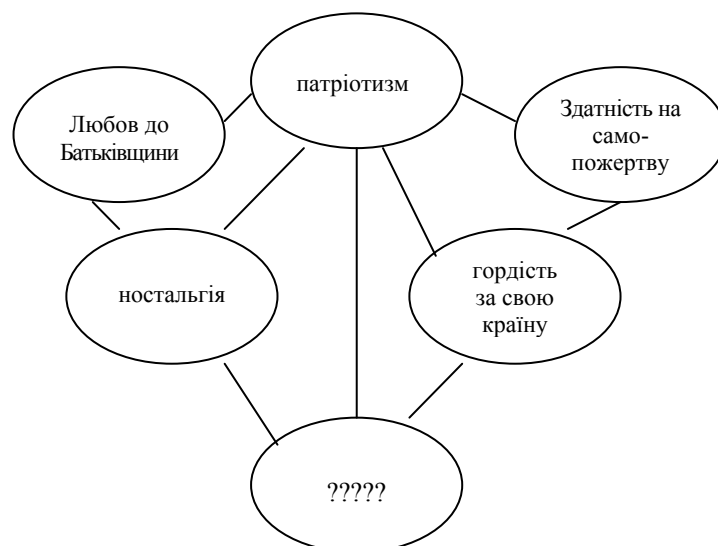 патріотизм
Любов до
Батьківщини
Здатність на
само-
пожертву
ностальгія
гордість
за свою
країну
?????